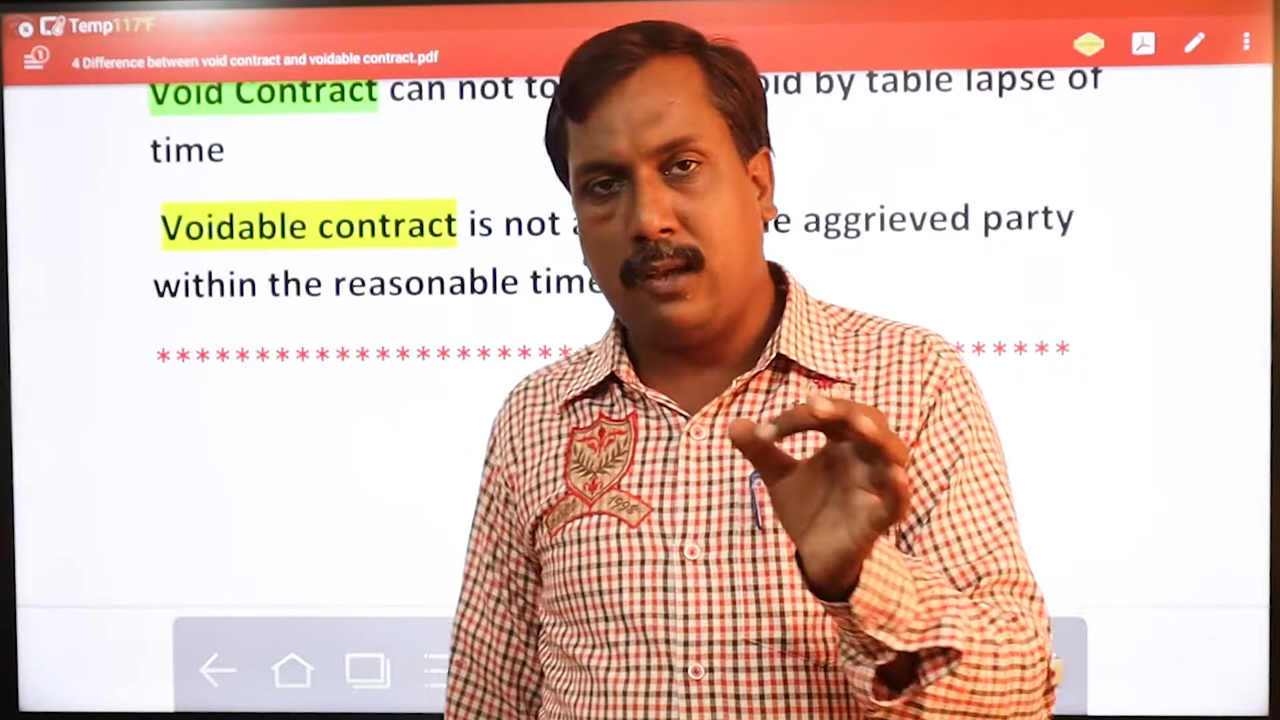 Temp117°F
4 Difference between void contract and voidable contract.pdf
Void Contract can not to by table lapse of
time
Voidable contract is not aggrieved party
within the reasonable time
*********************     ******
1998